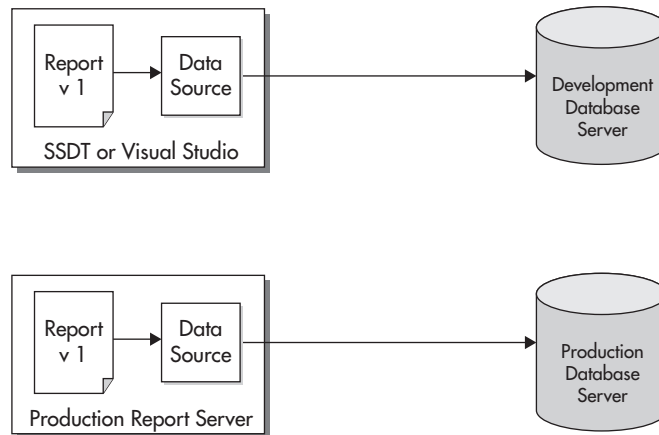 Report
v 1
Data
Source
SSDT or Visual Studio
Development
Database
Server
Report
v 1
Data
Source
Production Report Server
Production
Database
Server